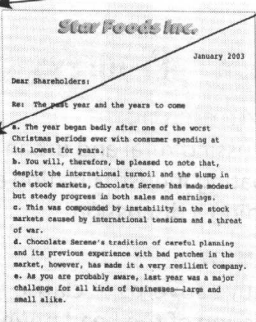 Star Foods Inc.
January 2003
Dear Shareholders:
Re: The past year and the years to come
a. The year began badly after one of the worst
Christmas periods ever with consumer spending at
its lowest for years.
b. You will, therefore, be pleased to note that,
despite the international turmoil and the slump in
the stock markets, Chocolate Serene has made modest
but steady progress in both sales and earnings.
c. This was compounded by instability in the stock
markets caused by international tensions and a threat
of war.
d. Chocolate Serene's tradition of careful planning
and its previous experience with bad patches in the
market, however, has made it a very resilient company.
e. As you are probably aware, last year was a major
challenge for all kinds of businesses—large and
small alike.